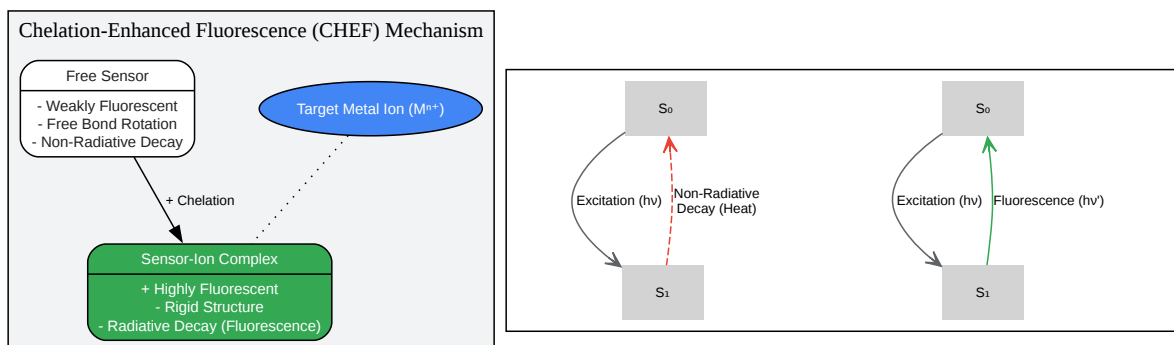 Chelation-Enhanced Fluorescence (CHEF) Mechanism
Free Sensor
- Weakly Fluorescent
- Free Bond Rotation
- Non-Radiative Decay
Target Metal Ion (Mⁿ⁺)
+ Chelation
Sensor-Ion Complex
+ Highly Fluorescent
- Rigid Structure
- Radiative Decay (Fluorescence)
S₀
Excitation (hν)
Non-Radiative
Decay (Heat)
S₁
S₀
Excitation (hν)
Fluorescence (hν')
S₁